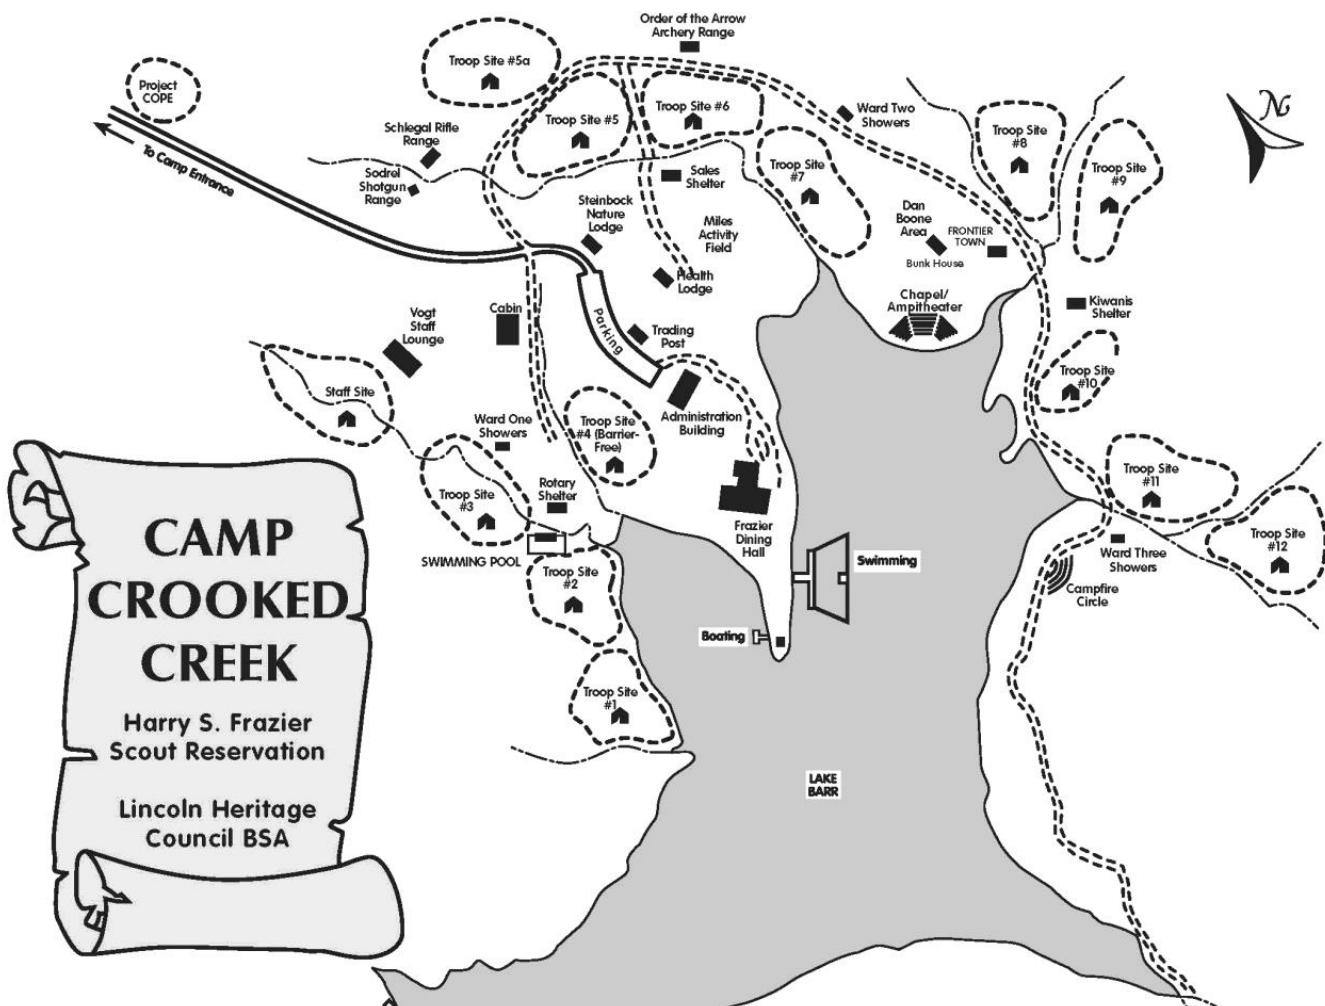 Order of the Arrow
Archery Range
Troop Site #5a
Project
COPE
To Camp Entrance
Schlegal Rifle
Range
Sodrel
Shotgun
Range
Troop Site #5
Troop Site #6
Ward Two
Showers
Troop Site
#8
Troop Site
#9
N
Troop Site
#7
Sales
Shelter
Steinbock
Nature
Lodge
Miles
Activity
Field
Dan
Boone
Area
FRONTIER
TOWN
Bunk House
Health
Lodge
Chapel/
Ampitheater
Kiwanis
Shelter
Cabin
Vogt
Staff
Lounge
Parking
Trading
Post
Troop Site
#10
Staff Site
Administration
Building
Ward One
Showers
Troop Site
#4 (Barrier-
Free)
Troop Site
#3
Rotary
Shelter
Troop Site
#11
Troop Site
#12
Frazier
Dining
Hall
SWIMMING POOL
Swimming
Ward Three
Showers
Troop Site
#2
Campfire
Circle
Boating
Troop Site
#1
LAKE
BARR
CAMP
CROOKED
CREEK
Harry S. Frazier
Scout Reservation
Lincoln Heritage
Council BSA